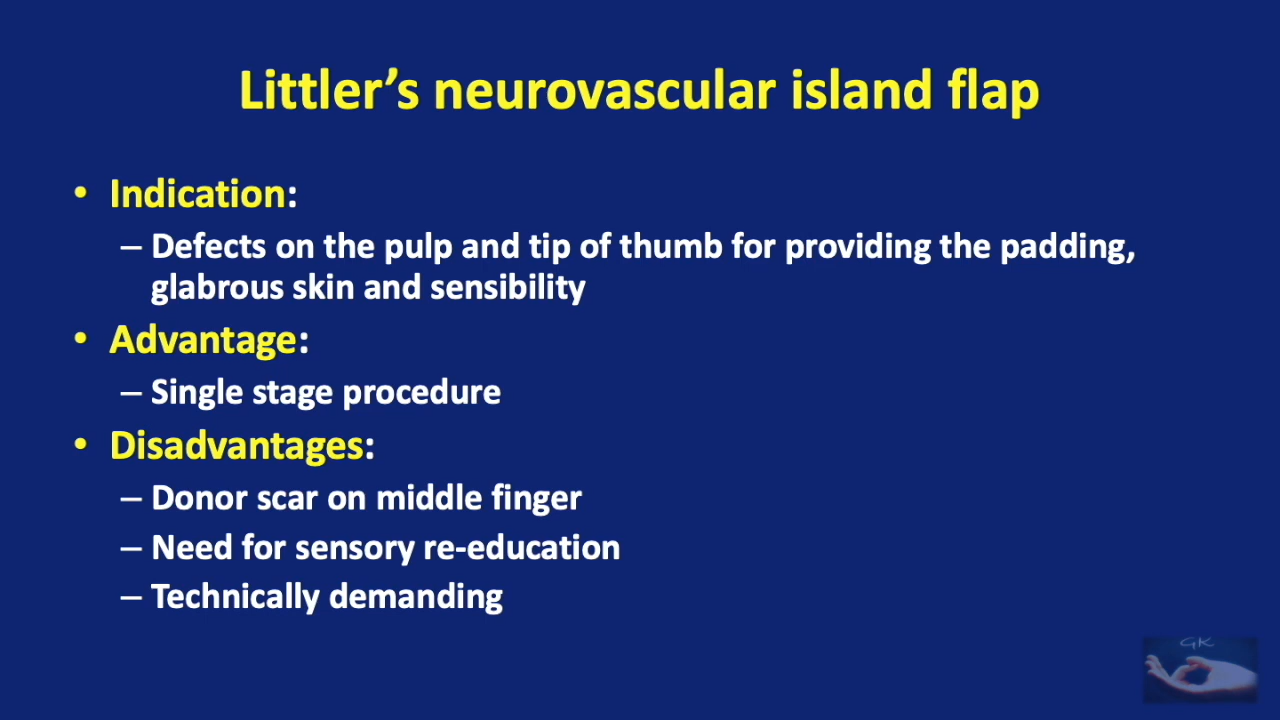 Littler’s neurovascular island flap
• Indication:
– Defects on the pulp and tip of thumb for providing the padding,
glabrous skin and sensibility
• Advantage:
– Single stage procedure
• Disadvantages:
– Donor scar on middle finger
– Need for sensory re-education
– Technically demanding
GK